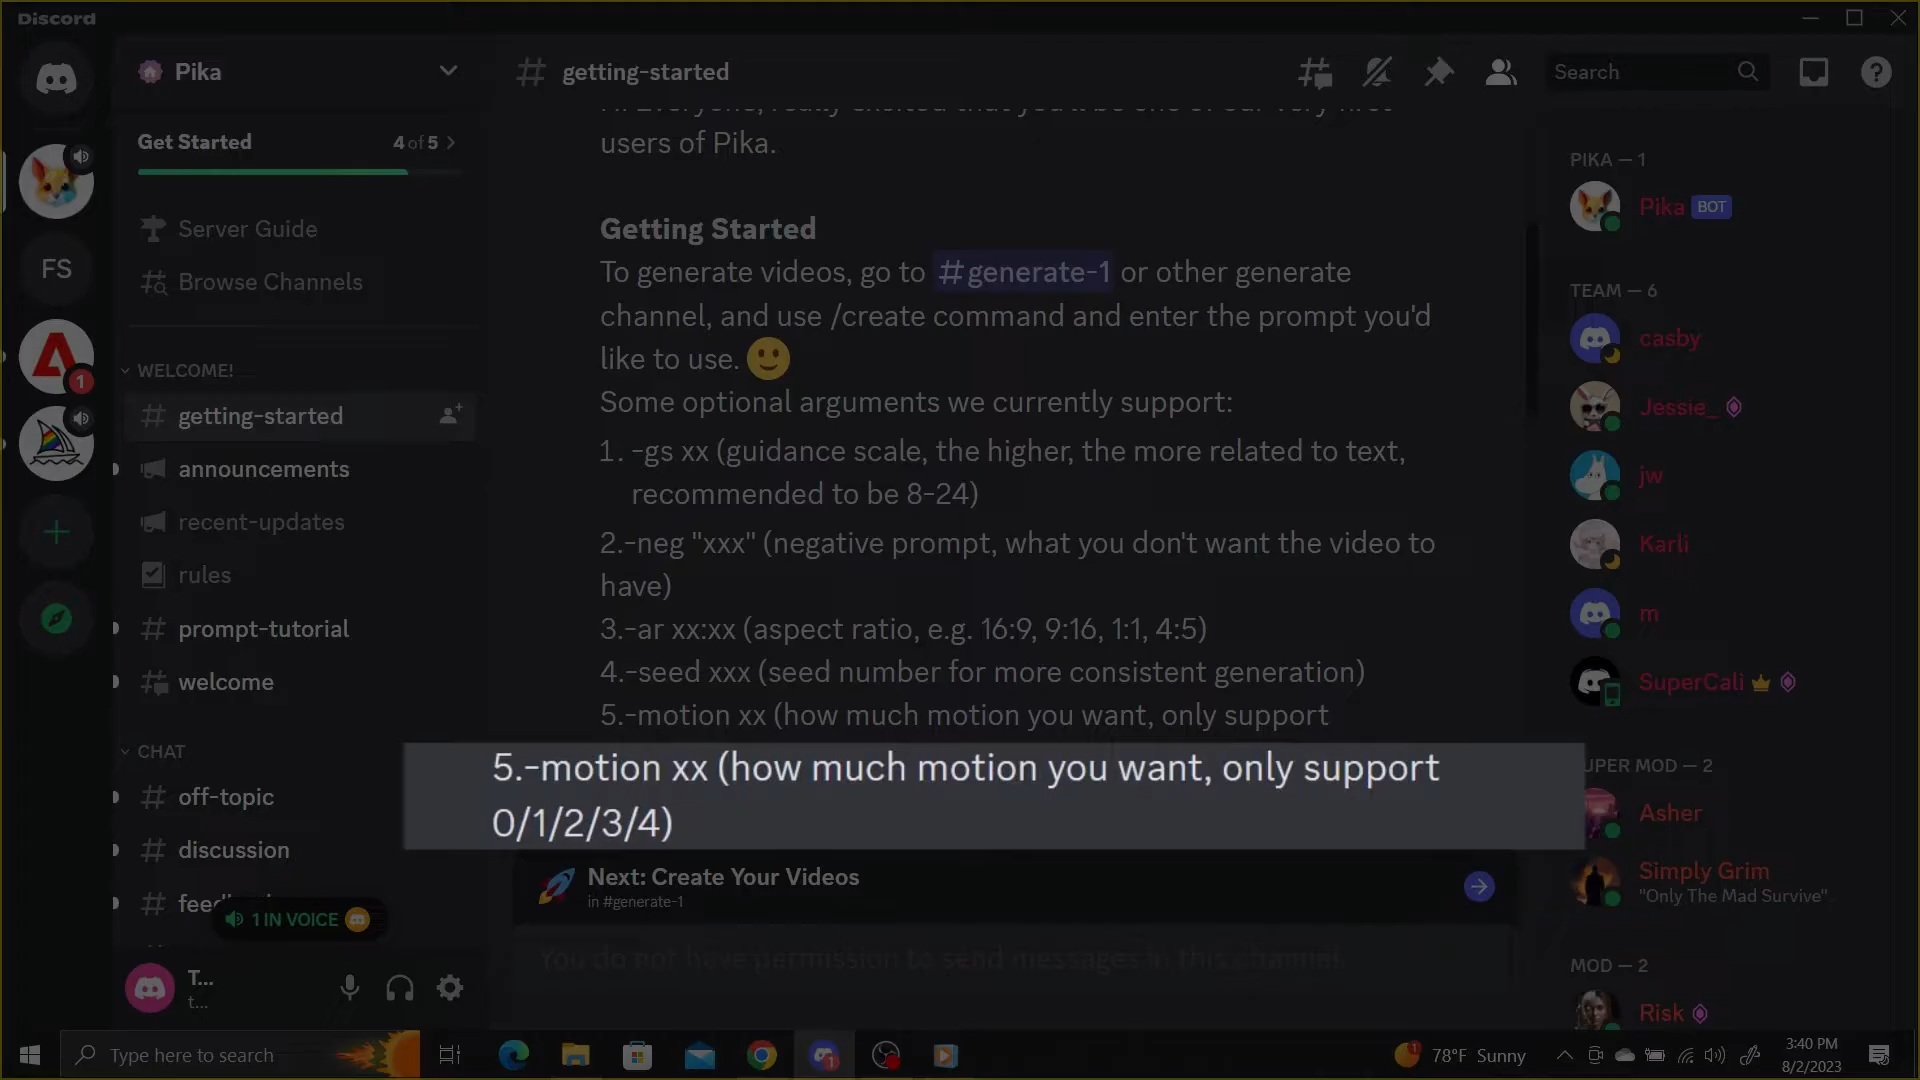 Discord
Pika
Get Started
4 of 5
Server Guide
Browse Channels
FS
WELCOME!
getting-started
announcements
recent-updates
rules
prompt-tutorial
welcome
CHAT
off-topic
discussion
1 IN VOICE
T...
t...
1
getting-started
Search
users of Pika.
Getting Started
To generate videos, go to #generate-1 or other generate
channel, and use /create command and enter the prompt you'd
like to use.
Some optional arguments we currently support:
1. -gs xx (guidance scale, the higher, the more related to text,
recommended to be 8-24)
2.-neg "xxx" (negative prompt, what you don't want the video to
have)
3.-ar xx:xx (aspect ratio, e.g. 16:9, 9:16, 1:1, 4:5)
4.-seed xxx (seed number for more consistent generation)
5.-motion xx (how much motion you want, only support
5.-motion xx (how much motion you want, only support
0/1/2/3/4)
Next: Create Your Videos
in #generate-1
You do not have permission to send messages in this channel.
PIKA — 1
Pika BOT
TEAM — 6
casby
Jessie_
jw
Karli
m
SuperCali
UPER MOD — 2
Asher
Simply Grim
"Only The Mad Survive"
MOD — 2
Risk
Type here to search
1
1
78°F Sunny
3:40 PM
8/2/2023